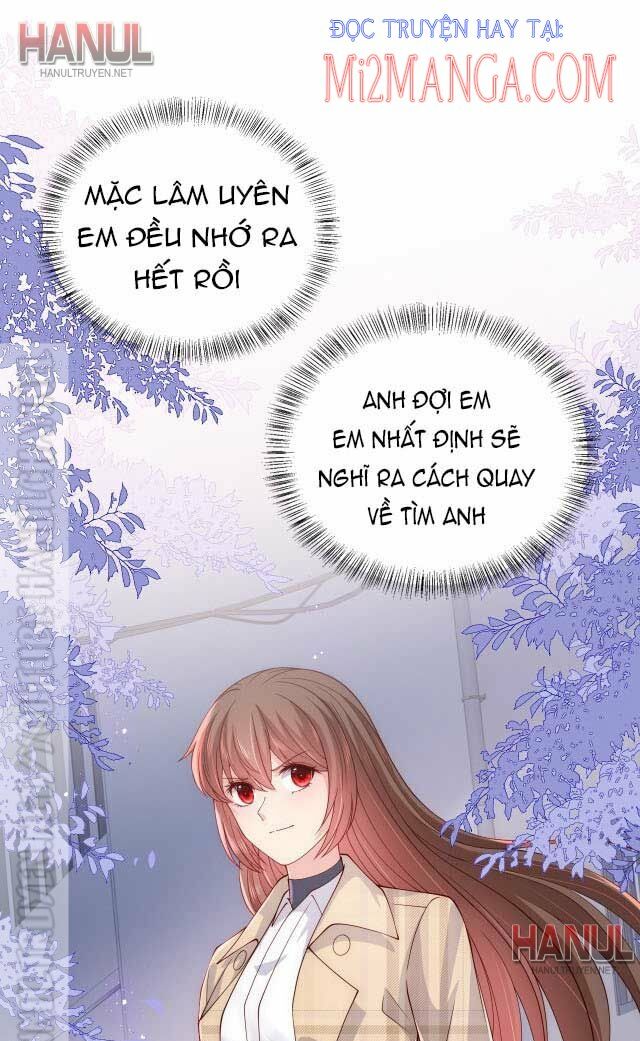 HANUL
HANULTRUYEN.NET
ĐỌC TRUYỆN HAY TẠI:
MI2MANGA.COM
MẶC LÂM UYÊN
EM ĐỀU NHỚ RA
HẾT RỒI
ANH ĐỢI EM
EM NHẤT ĐỊNH SẼ
NGHĨ RA CÁCH QUAY
VỀ TÌM ANH
HANUL
HANULTRUYEN.NET